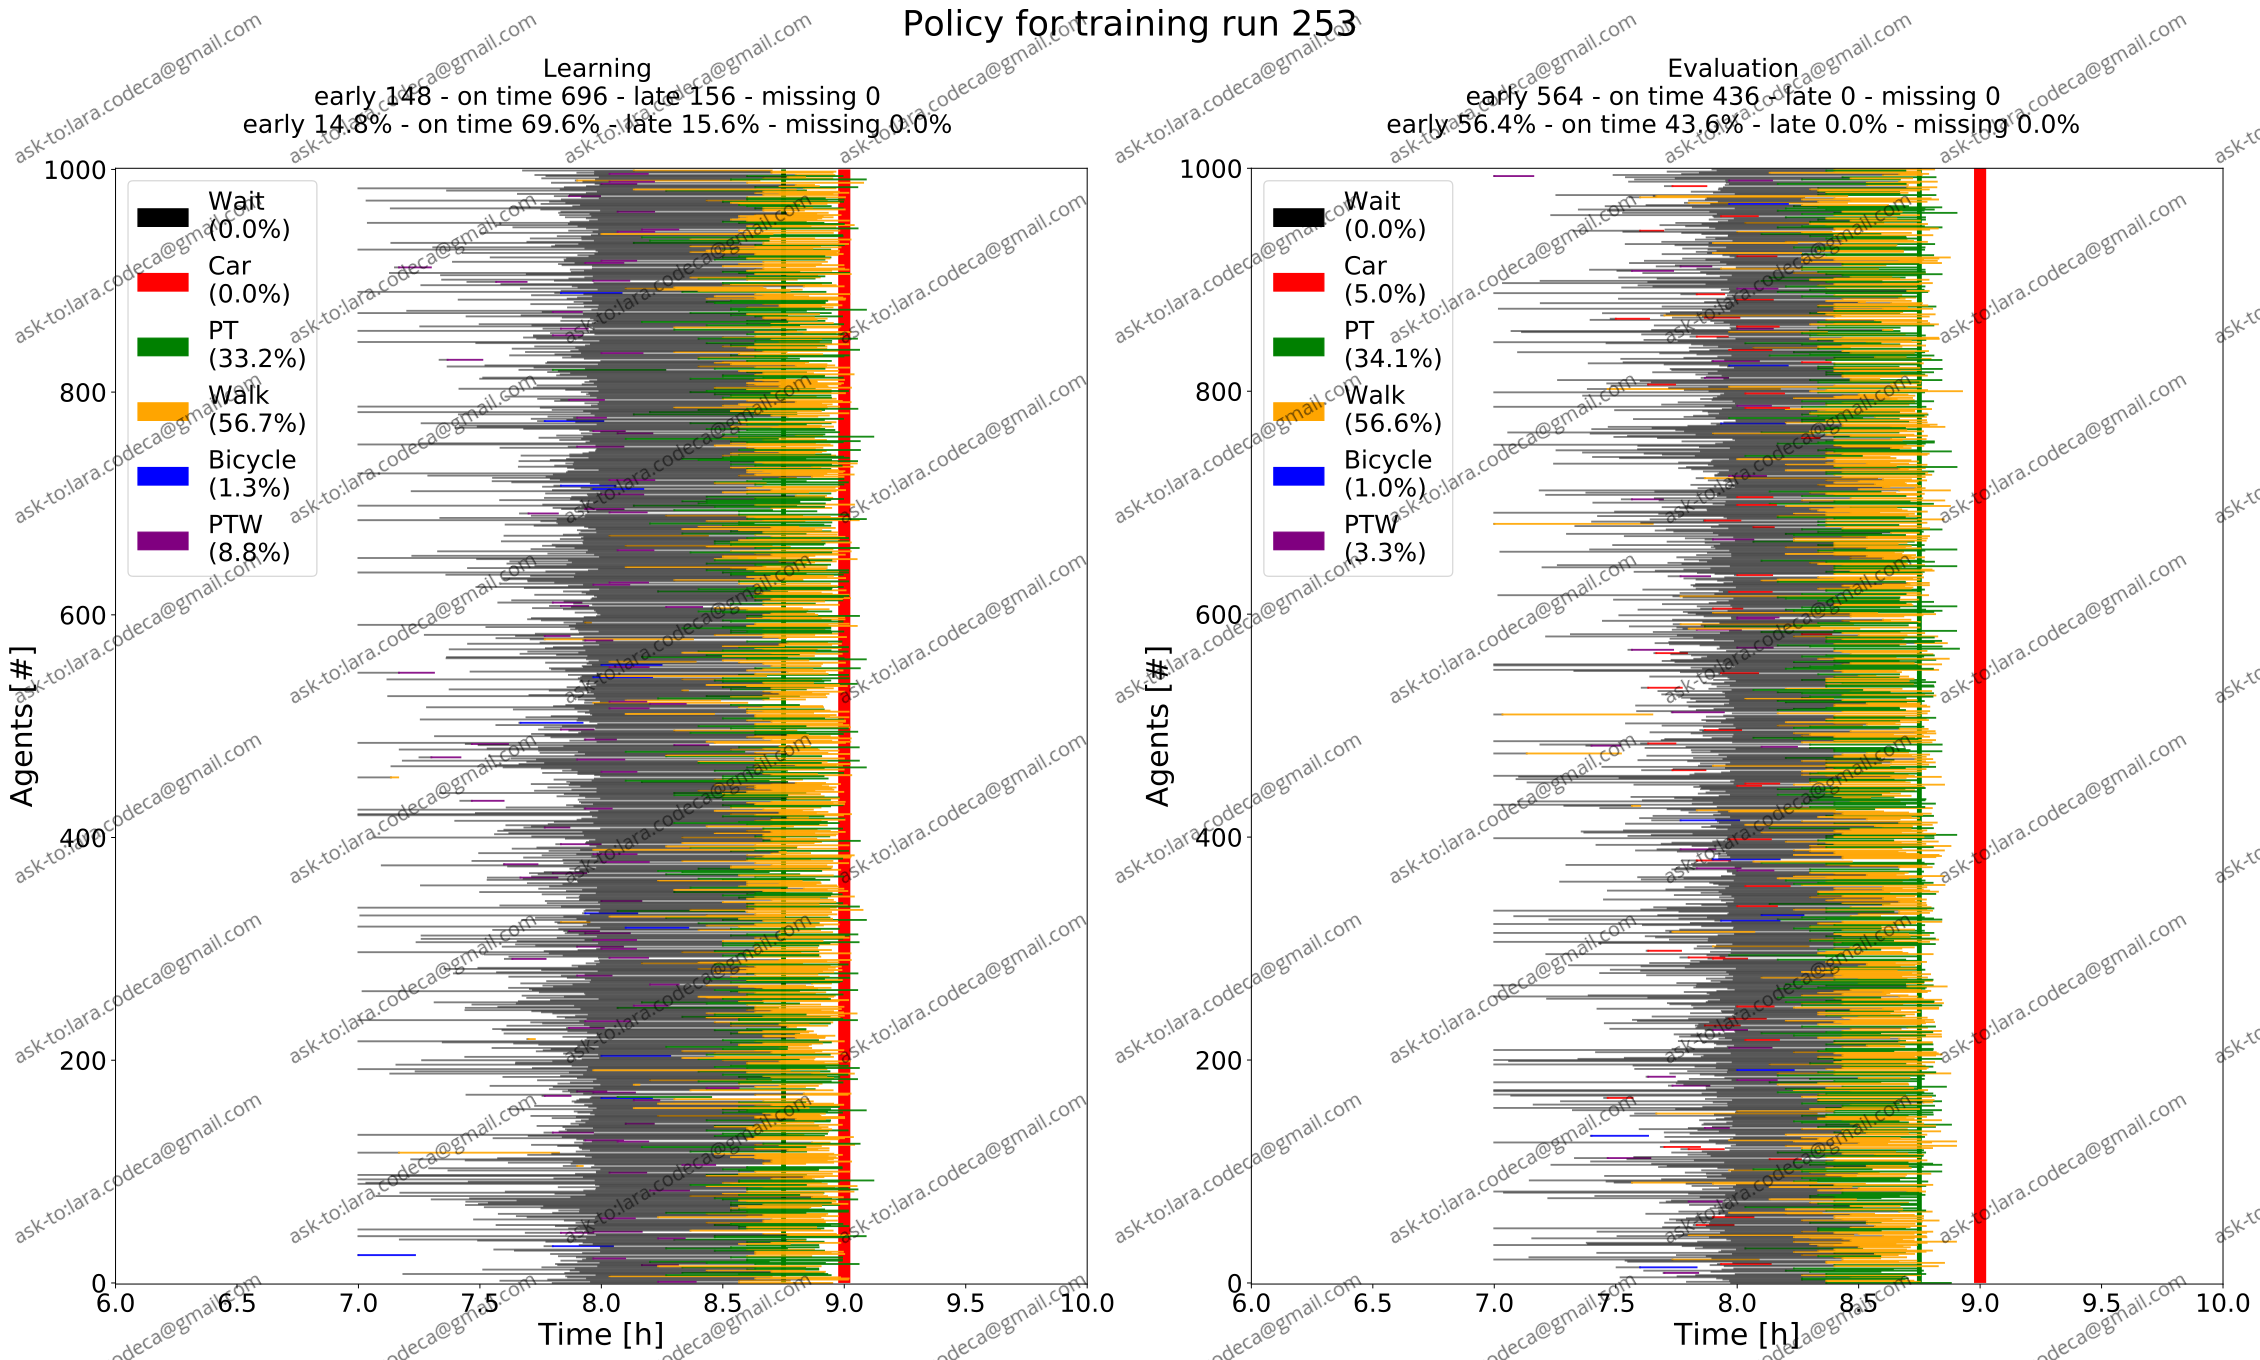 Policy for training run 253
Learning
early 148 - on time 696 - late 156 - missing 0
early 14.8% - on time 69.6% - late 15.6% - missing 0.0%
Agents [#]
1000
800
600
400
200
0
Wait
(0.0%)
Car
(0.0%)
PT
(33.2%)
Walk
(56.7%)
Bicycle
(1.3%)
PTW
(8.8%)
6.0 6.5 7.0 7.5 8.0 8.5 9.0 9.5 10.0
Time [h]
Evaluation
early 564 - on time 436 - late 0 - missing 0
early 56.4% - on time 43.6% - late 0.0% - missing 0.0%
Agents [#]
1000
800
600
400
200
0
Wait
(0.0%)
Car
(5.0%)
PT
(34.1%)
Walk
(56.6%)
Bicycle
(1.0%)
PTW
(3.3%)
6.0 6.5 7.0 7.5 8.0 8.5 9.0 9.5 10.0
Time [h]
ask-to:lara.codeca@gmail.com